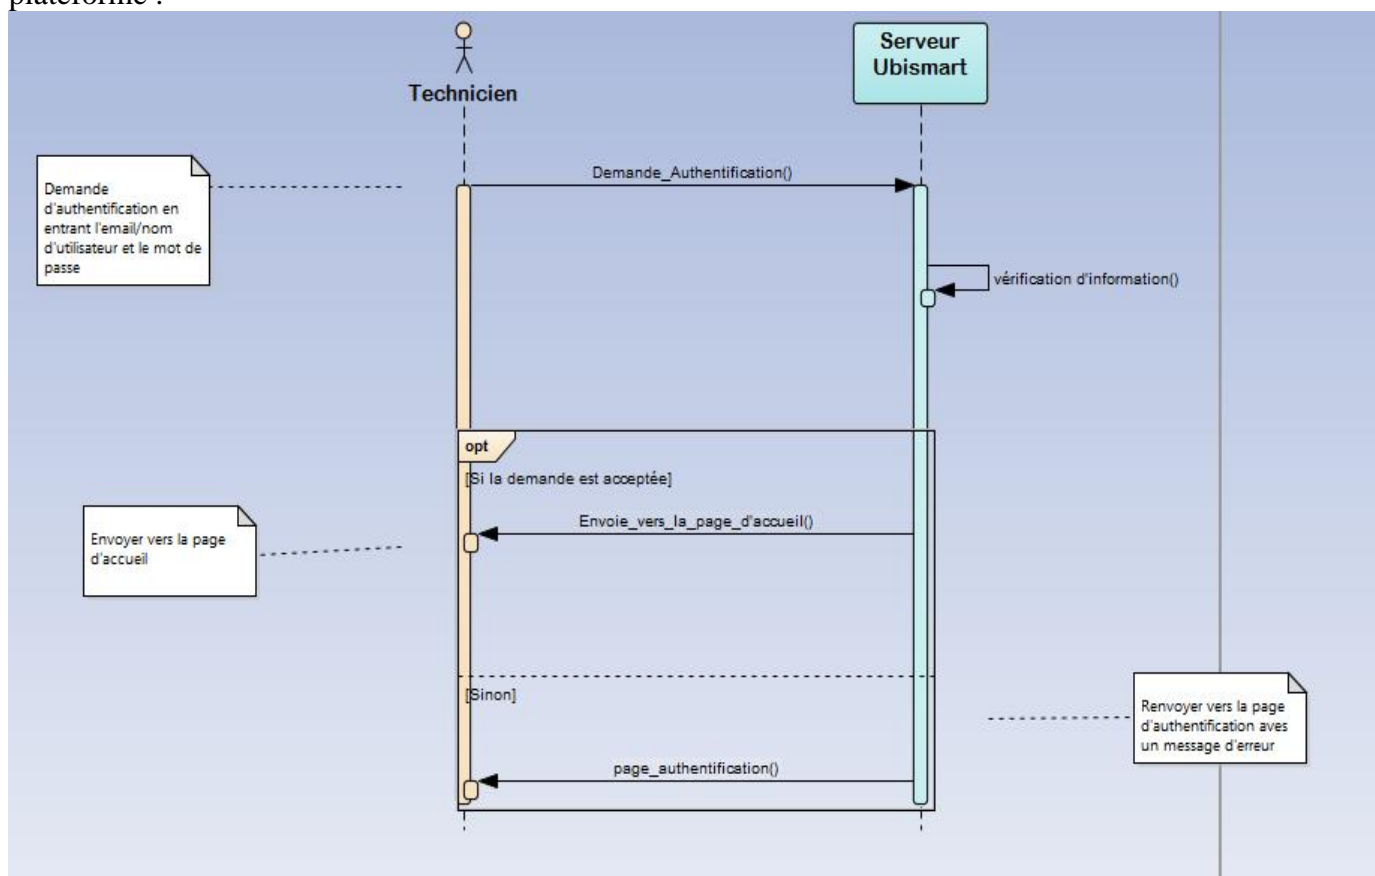 plateforme :
Serveur
Ubismart
Technicien
Demande_Authentification()
Demande
d'authentification en
entrant l'email/nom
d'utilisateur et le mot de
passe
vérification d'information()
opt
[Si la demande est acceptée]
Envoie_vers_la_page_d'accueil()
Envoyer vers la page
d'accueil
[Sinon]
Renvoyer vers la page
d'authentification aves
un message d'erreur
page_authentification()